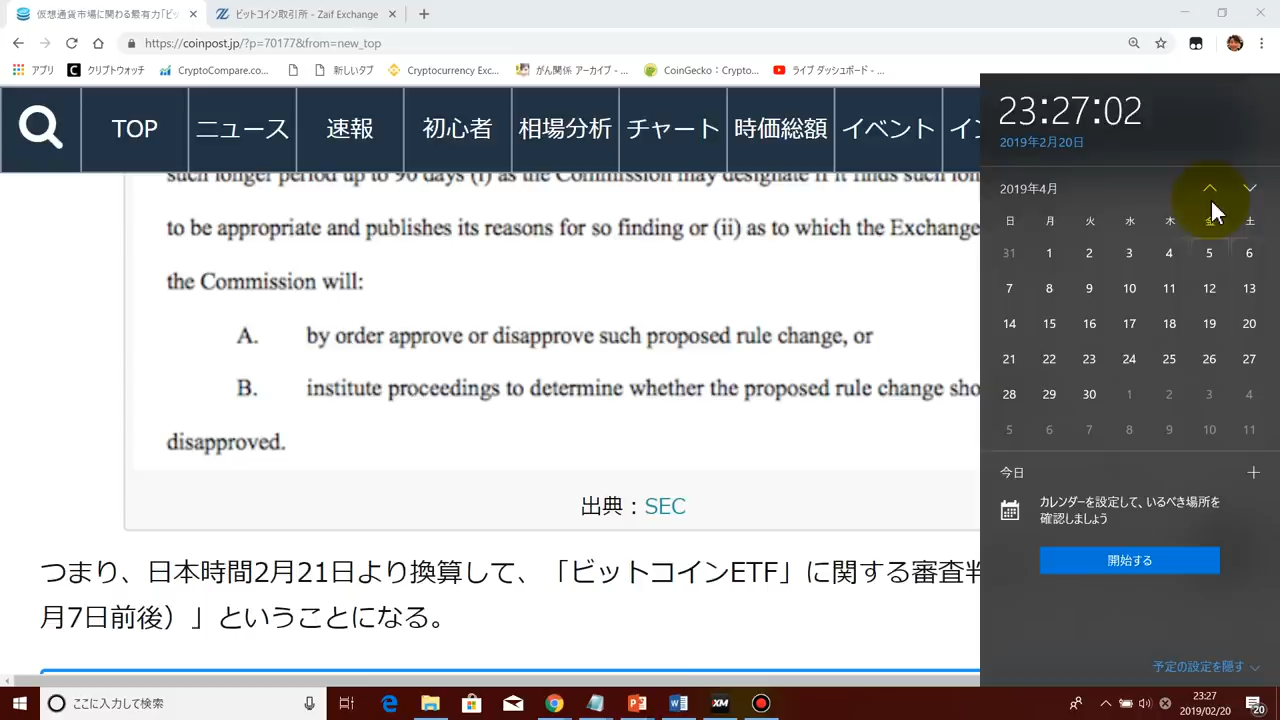 仮想通貨市場に関わる最有力「ビッ
ビットコイン取引所 - Zaif Exchange
https://coinpost.jp/?p=70177&from=new_top
アプリ
クリプトウォッチ
CryptoCompare.co...
新しいタブ
Cryptocurrency Exc...
がん関係 アーカイブ - ...
CoinGecko：Crypto...
ライブ ダッシュボード - ...
TOP
ニュース
速報
初心者
相場分析
チャート
時価総額
イベント
イン
such longer period up to 90 days (i) as the Commission may designate if it finds such lon
to be appropriate and publishes its reasons for so finding or (ii) as to which the Exchange
the Commission will:
A. by order approve or disapprove such proposed rule change, or
B. institute proceedings to determine whether the proposed rule change sho
disapproved.
出典：SEC
つまり、日本時間2月21日より換算して、「ビットコインETF」に関する審査判
月7日前後）」ということになる。
23:27:02
2019年2月20日
2019年4月
日 月 火 水 木 金 土
31 1 2 3 4 5 6
7 8 9 10 11 12 13
14 15 16 17 18 19 20
21 22 23 24 25 26 27
28 29 30 1 2 3 4
5 6 7 8 9 10 11
今日
カレンダーを設定して、いるべき場所を
確認しましょう
開始する
予定の設定を隠す
ここに入力して検索
XM
23:27
2019/02/20
20